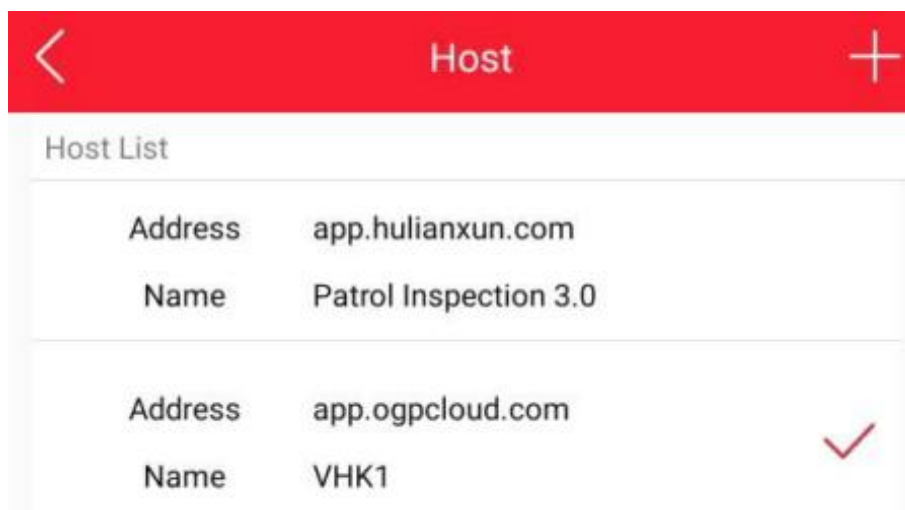 Host
Host List
Address app.hulianxun.com
Name Patrol Inspection 3.0
Address app.ogpcloud.com
Name VHK1